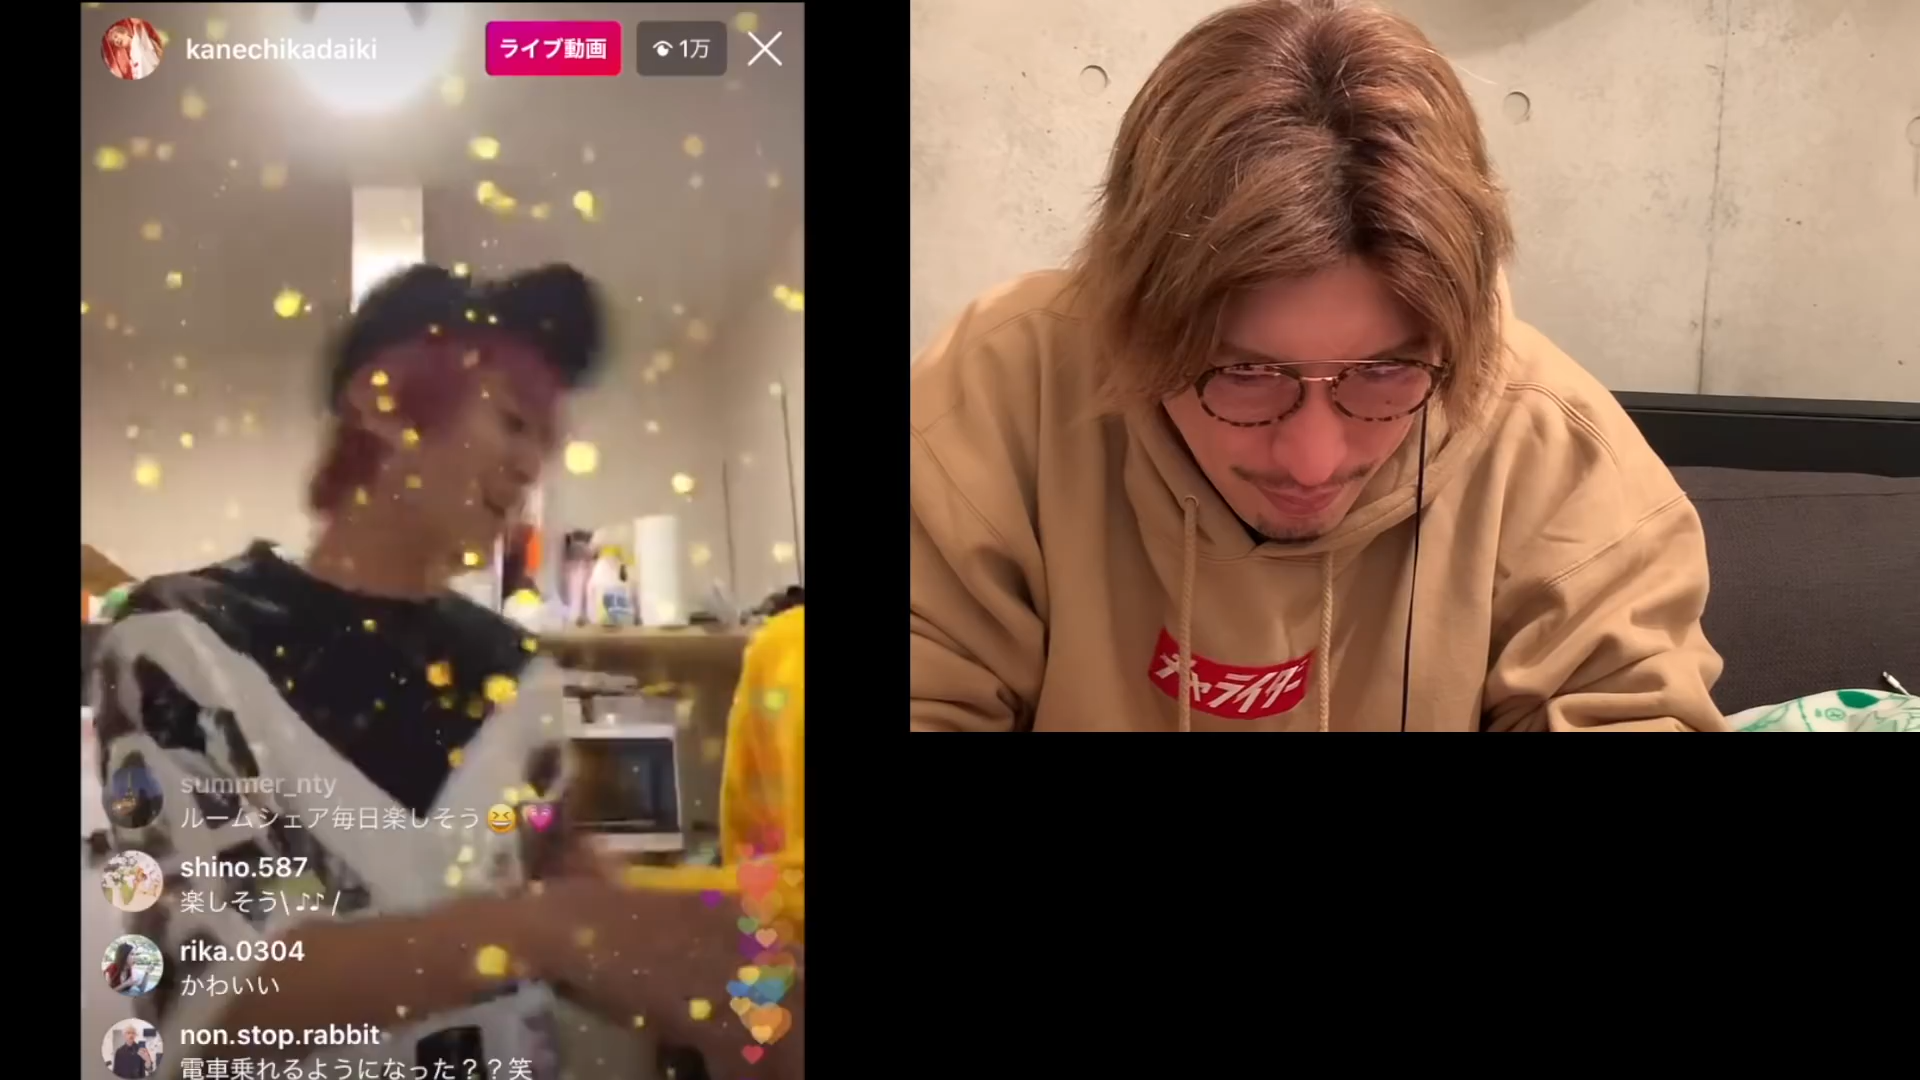 kanechikadaiki
ライブ動画
1万
summer_nty
ルームシェア毎日楽しそう😆💗
shino.587
楽しそう\ ♪♪ /
rika.0304
かわいい
non.stop.rabbit
電車乗れるようになった？？笑
チャライダー